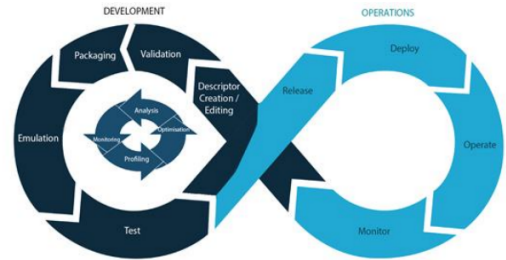 DEVELOPMENT
OPERATIONS
Packaging
Validation
Descriptor
Creation /
Editing
Release
Deploy
Emulation
Analysis
Monitoring
Optimisation
Profiling
Operate
Test
Monitor